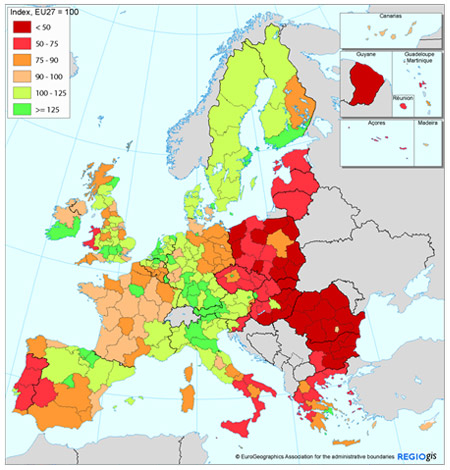 Index, EU27 = 100
< 50
50 - 75
75 - 90
90 - 100
100 - 125
>= 125
Canarias
Guyane
Guadeloupe
Martinique
Réunion
Açores
Madeira
© EuroGeographics Association for the administrative boundaries
REGIOgis